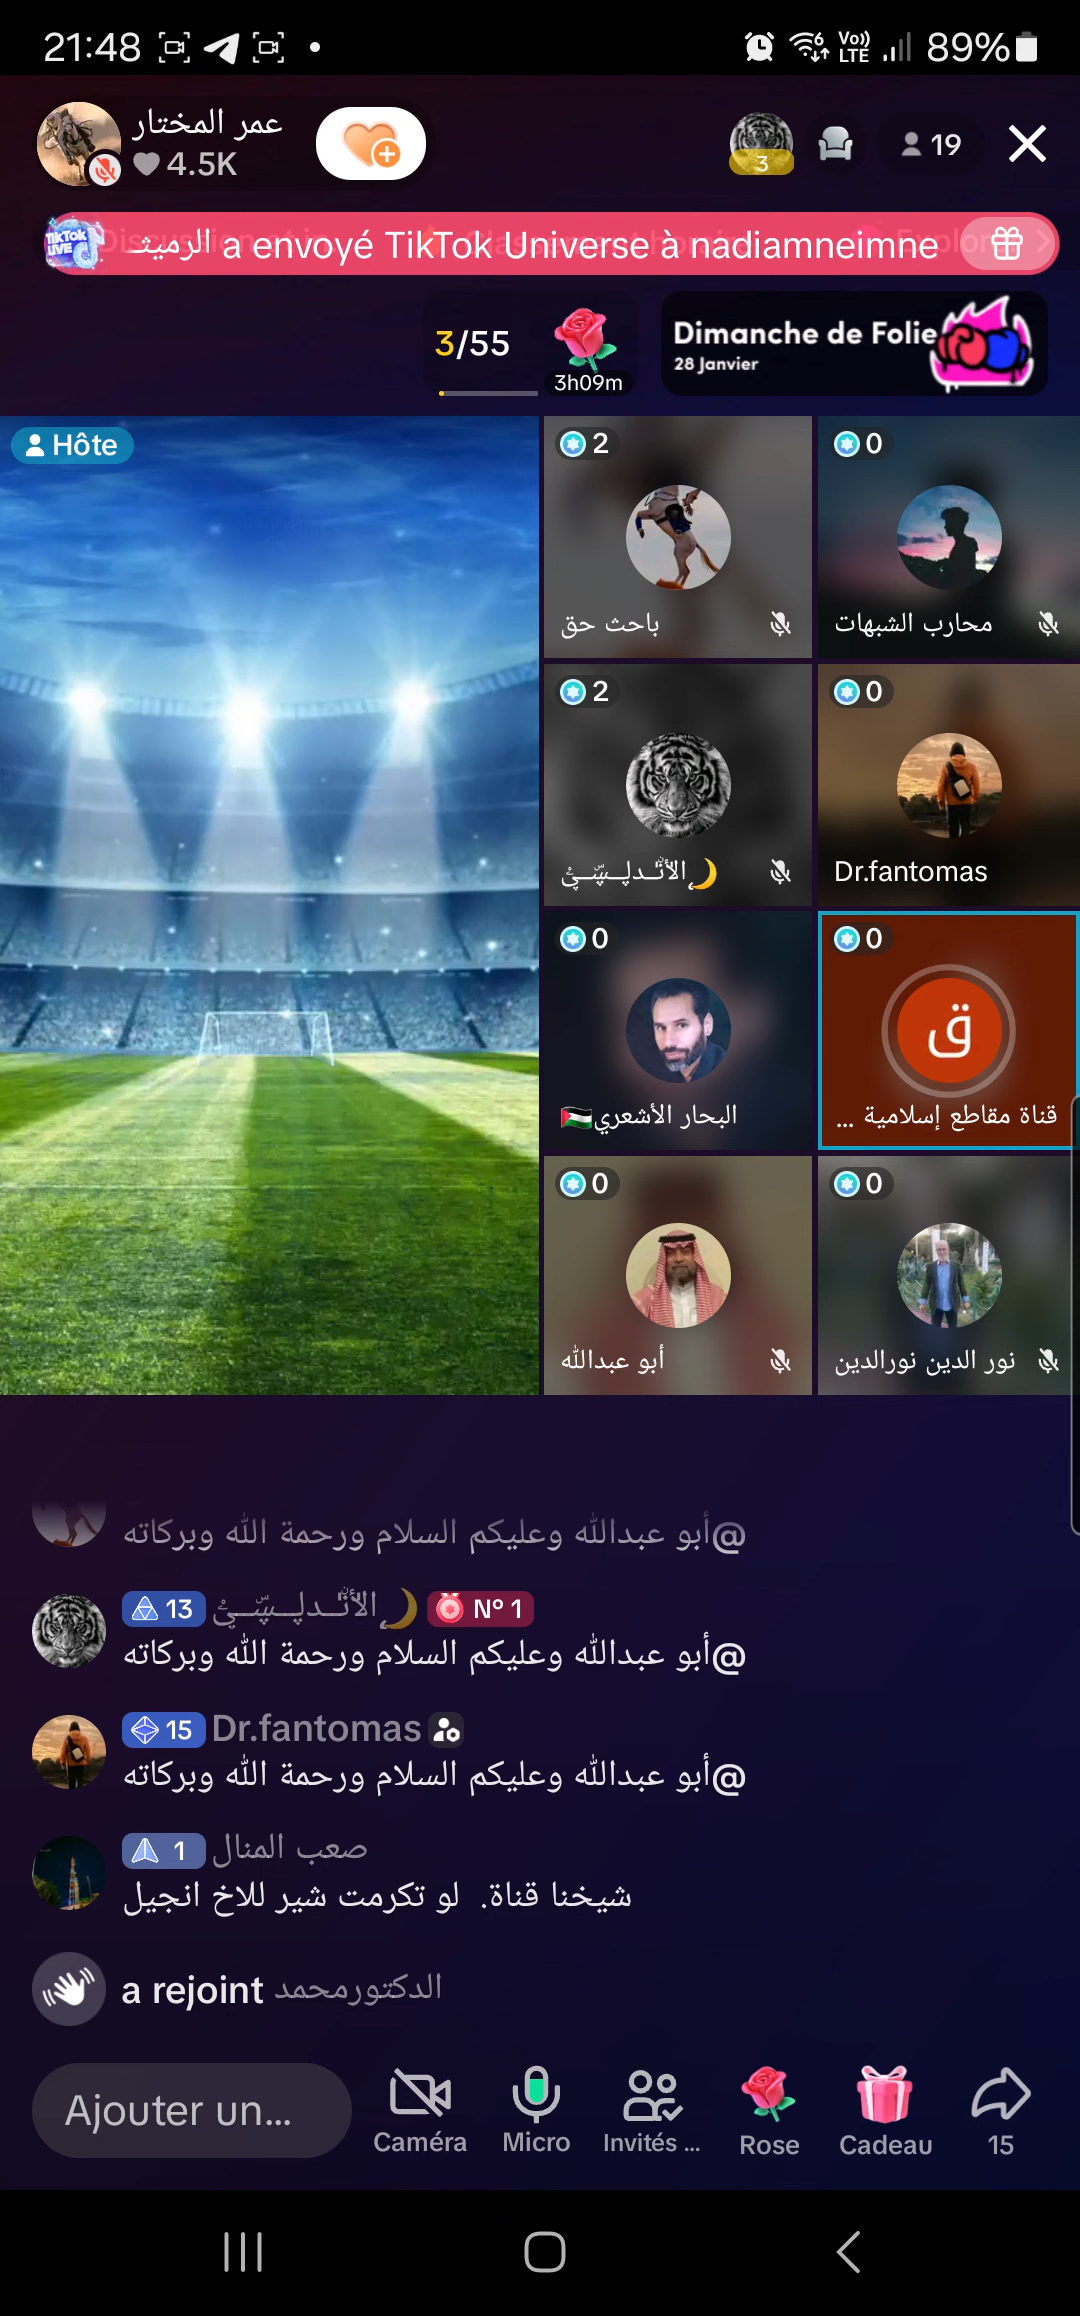 21:48
Vo)) LTE 89%
عمر المختار
4.5K
3
19
الرميثـ a envoyé TikTok Universe à nadiamneimne
3/55
3h09m
Dimanche de Folie
28 Janvier
Hôte
2
باحث حق
0
محارب الشبهات
2
0
Dr.fantomas
0
البحار الأشعري
0
ق
قناة مقاطع إسلامية ...
0
أبو عبدالله
0
نور الدين نورالدين
@أبو عبدالله وعليكم السلام ورحمة الله وبركاته
13 N° 1
@أبو عبدالله وعليكم السلام ورحمة الله وبركاته
15 Dr.fantomas
@أبو عبدالله وعليكم السلام ورحمة الله وبركاته
1 صعب المنال
شيخنا قناة. لو تكرمت شير للاخ انجيل
a rejoint الدكتورمحمد
Ajouter un...
Caméra
Micro
Invités ...
Rose
Cadeau
15